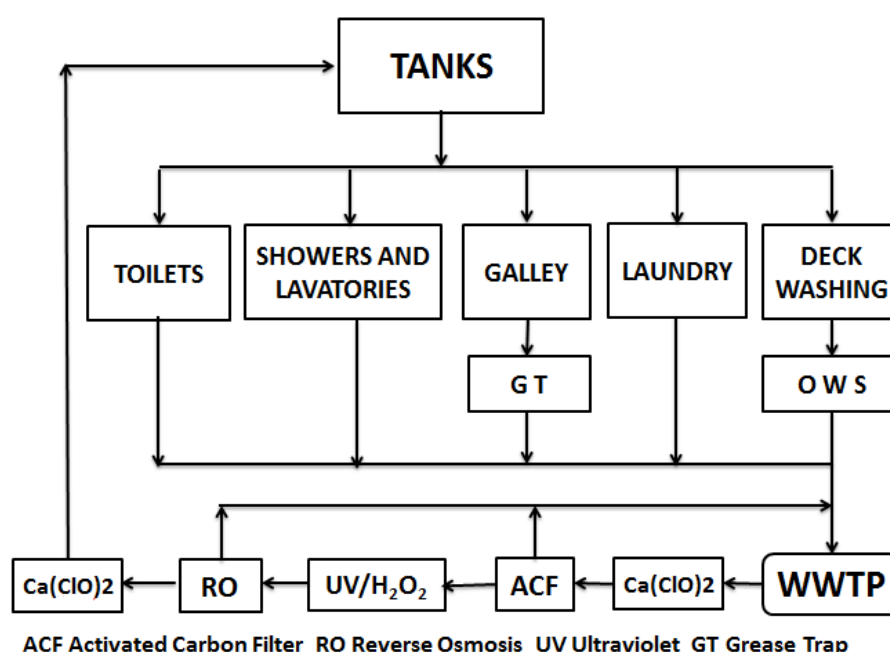 TANKS
TOILETS
SHOWERS AND
LAVATORIES
GALLEY
LAUNDRY
DECK
WASHING
G T
O W S
Ca(ClO)2
RO
UV/H₂O₂
ACF
Ca(ClO)2
WWTP
ACF Activated Carbon Filter RO Reverse Osmosis UV Ultraviolet GT Grease Trap